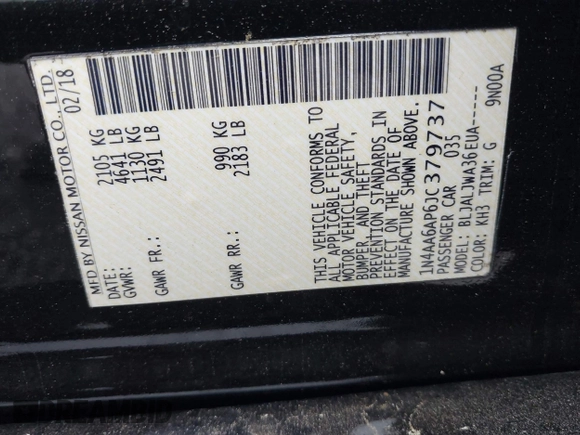 MFD BY NISSAN MOTOR CO., LTD.
DATE: 02/18
GVWR: 2105 KG
4641 LB
GAWR FR.: 1130 KG
2491 LB
GAWR RR.: 990 KG
2183 LB
THIS VEHICLE CONFORMS TO
ALL APPLICABLE FEDERAL
MOTOR VEHICLE SAFETY,
BUMPER, AND THEFT
PREVENTION STANDARDS IN
EFFECT ON THE DATE OF
MANUFACTURE SHOWN ABOVE.
1N4AA6AP6JC379737
PASSENGER CAR 035
MODEL: BLJALJWA36EUA-----
COLOR: KH3 TRIM: G 9N00A